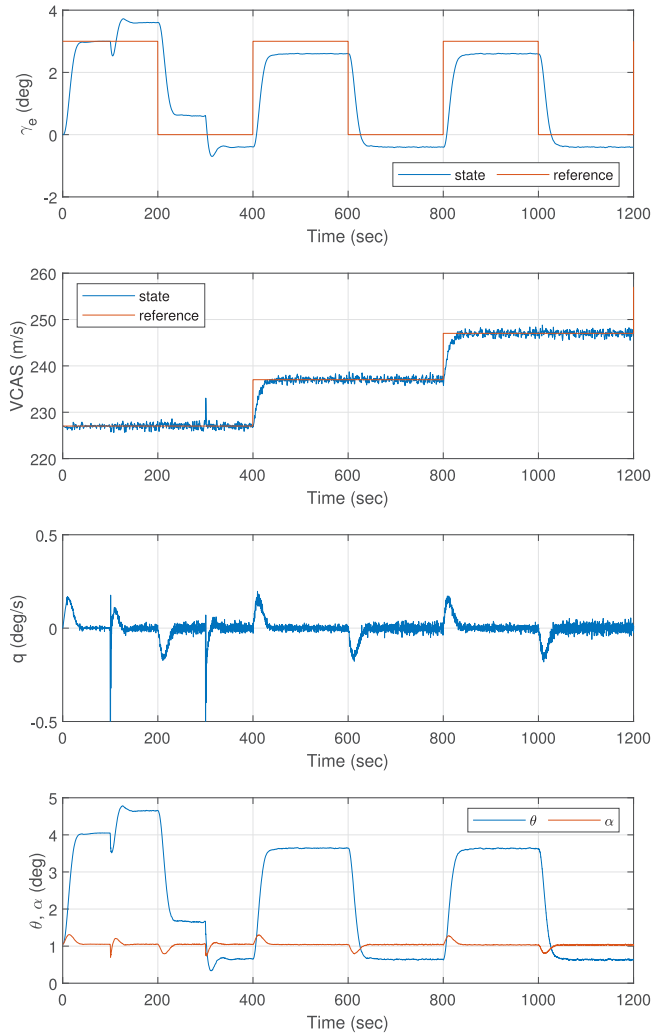 4
2
0
-2
γe (deg)
state
reference
0 200 400 600 800 1000 1200
Time (sec)
260
250
240
230
220
VCAS (m/s)
state
reference
0 200 400 600 800 1000 1200
Time (sec)
0.5
0
-0.5
q (deg/s)
0 200 400 600 800 1000 1200
Time (sec)
5
4
3
2
1
0
θ, α (deg)
θ
α
0 200 400 600 800 1000 1200
Time (sec)